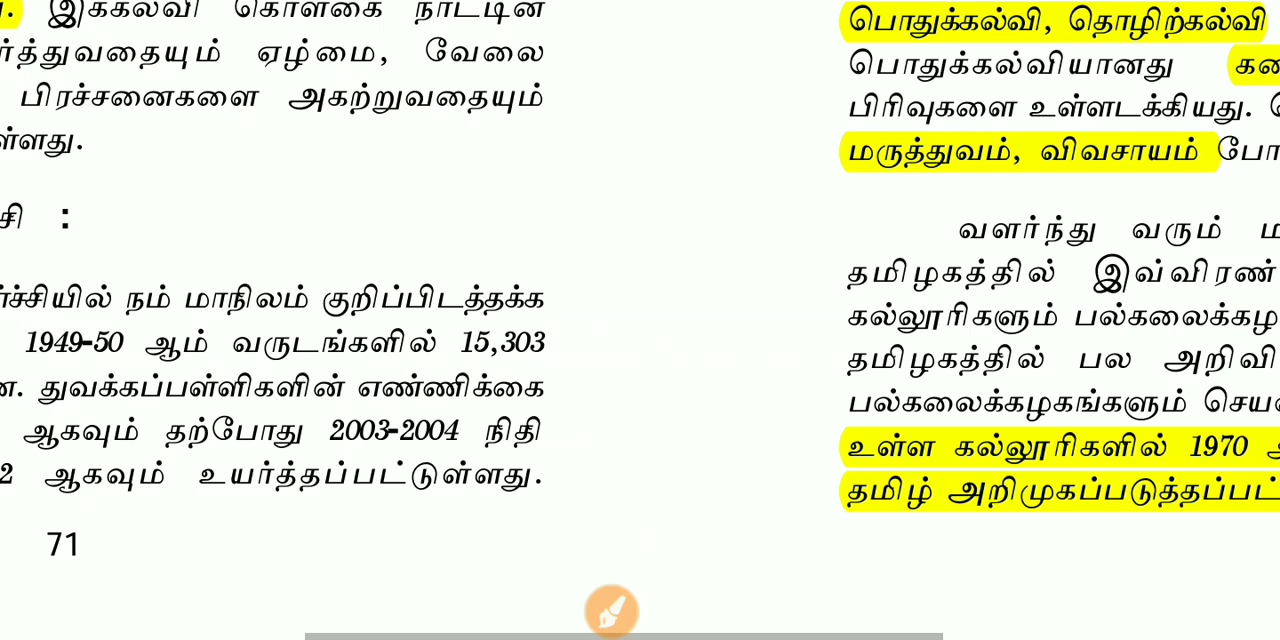 இக்கல்வி கொள்கை நாட்டின்
ர்த்துவதையும் ஏழ்மை, வேலை
பிரச்சனைகளை அகற்றுவதையும்
ள்ளது.
சி :
ர்ச்சியில் நம் மாநிலம் குறிப்பிடத்தக்க
1949-50 ஆம் வருடங்களில் 15,303
ன. துவக்கப்பள்ளிகளின் எண்ணிக்கை
ஆகவும் தற்போது 2003-2004 நிதி
2 ஆகவும் உயர்த்தப்பட்டுள்ளது.
71
பொதுக்கல்வி, தொழிற்கல்வி
பொதுக்கல்வியானது
பிரிவுகளை உள்ளடக்கியது.
மருத்துவம், விவசாயம் போ
வளர்ந்து வரும் ம
தமிழகத்தில் இவ்விரண்
கல்லூரிகளும் பல்கலைக்கழ
தமிழகத்தில் பல அறிவி
பல்கலைக்கழகங்களும் செய
உள்ள கல்லூரிகளில் 1970
தமிழ் அறிமுகப்படுத்தப்பட்